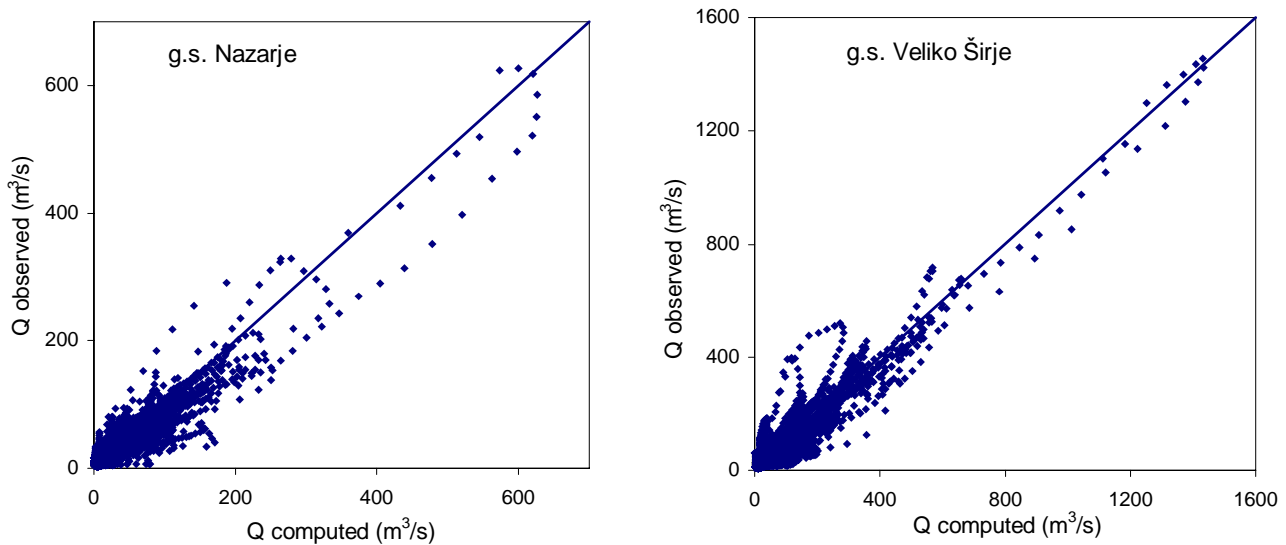 g.s. Nazarje
Q observed (m³/s)
600
400
200
0
0 200 400 600
Q computed (m³/s)
g.s. Veliko Širje
Q observed (m³/s)
1600
1200
800
400
0
0 400 800 1200 1600
Q computed (m³/s)